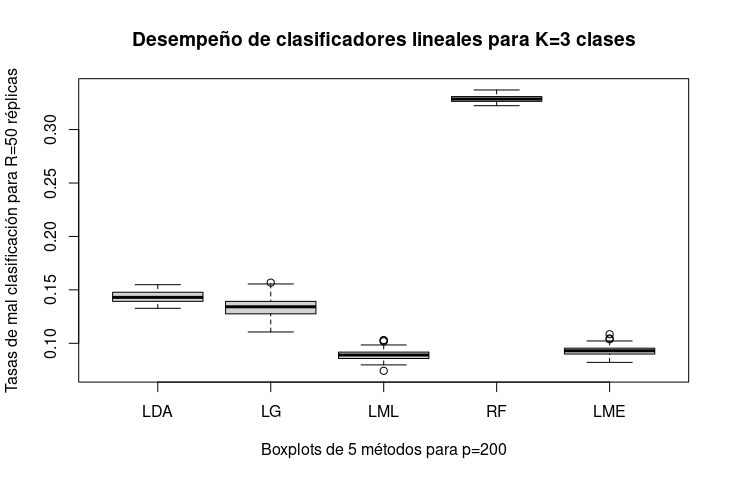 Desempeño de clasificadores lineales para K=3 clases
Tasas de mal clasificación para R=50 réplicas
0.30
0.25
0.20
0.15
0.10
LDA LG LML RF LME
Boxplots de 5 métodos para p=200